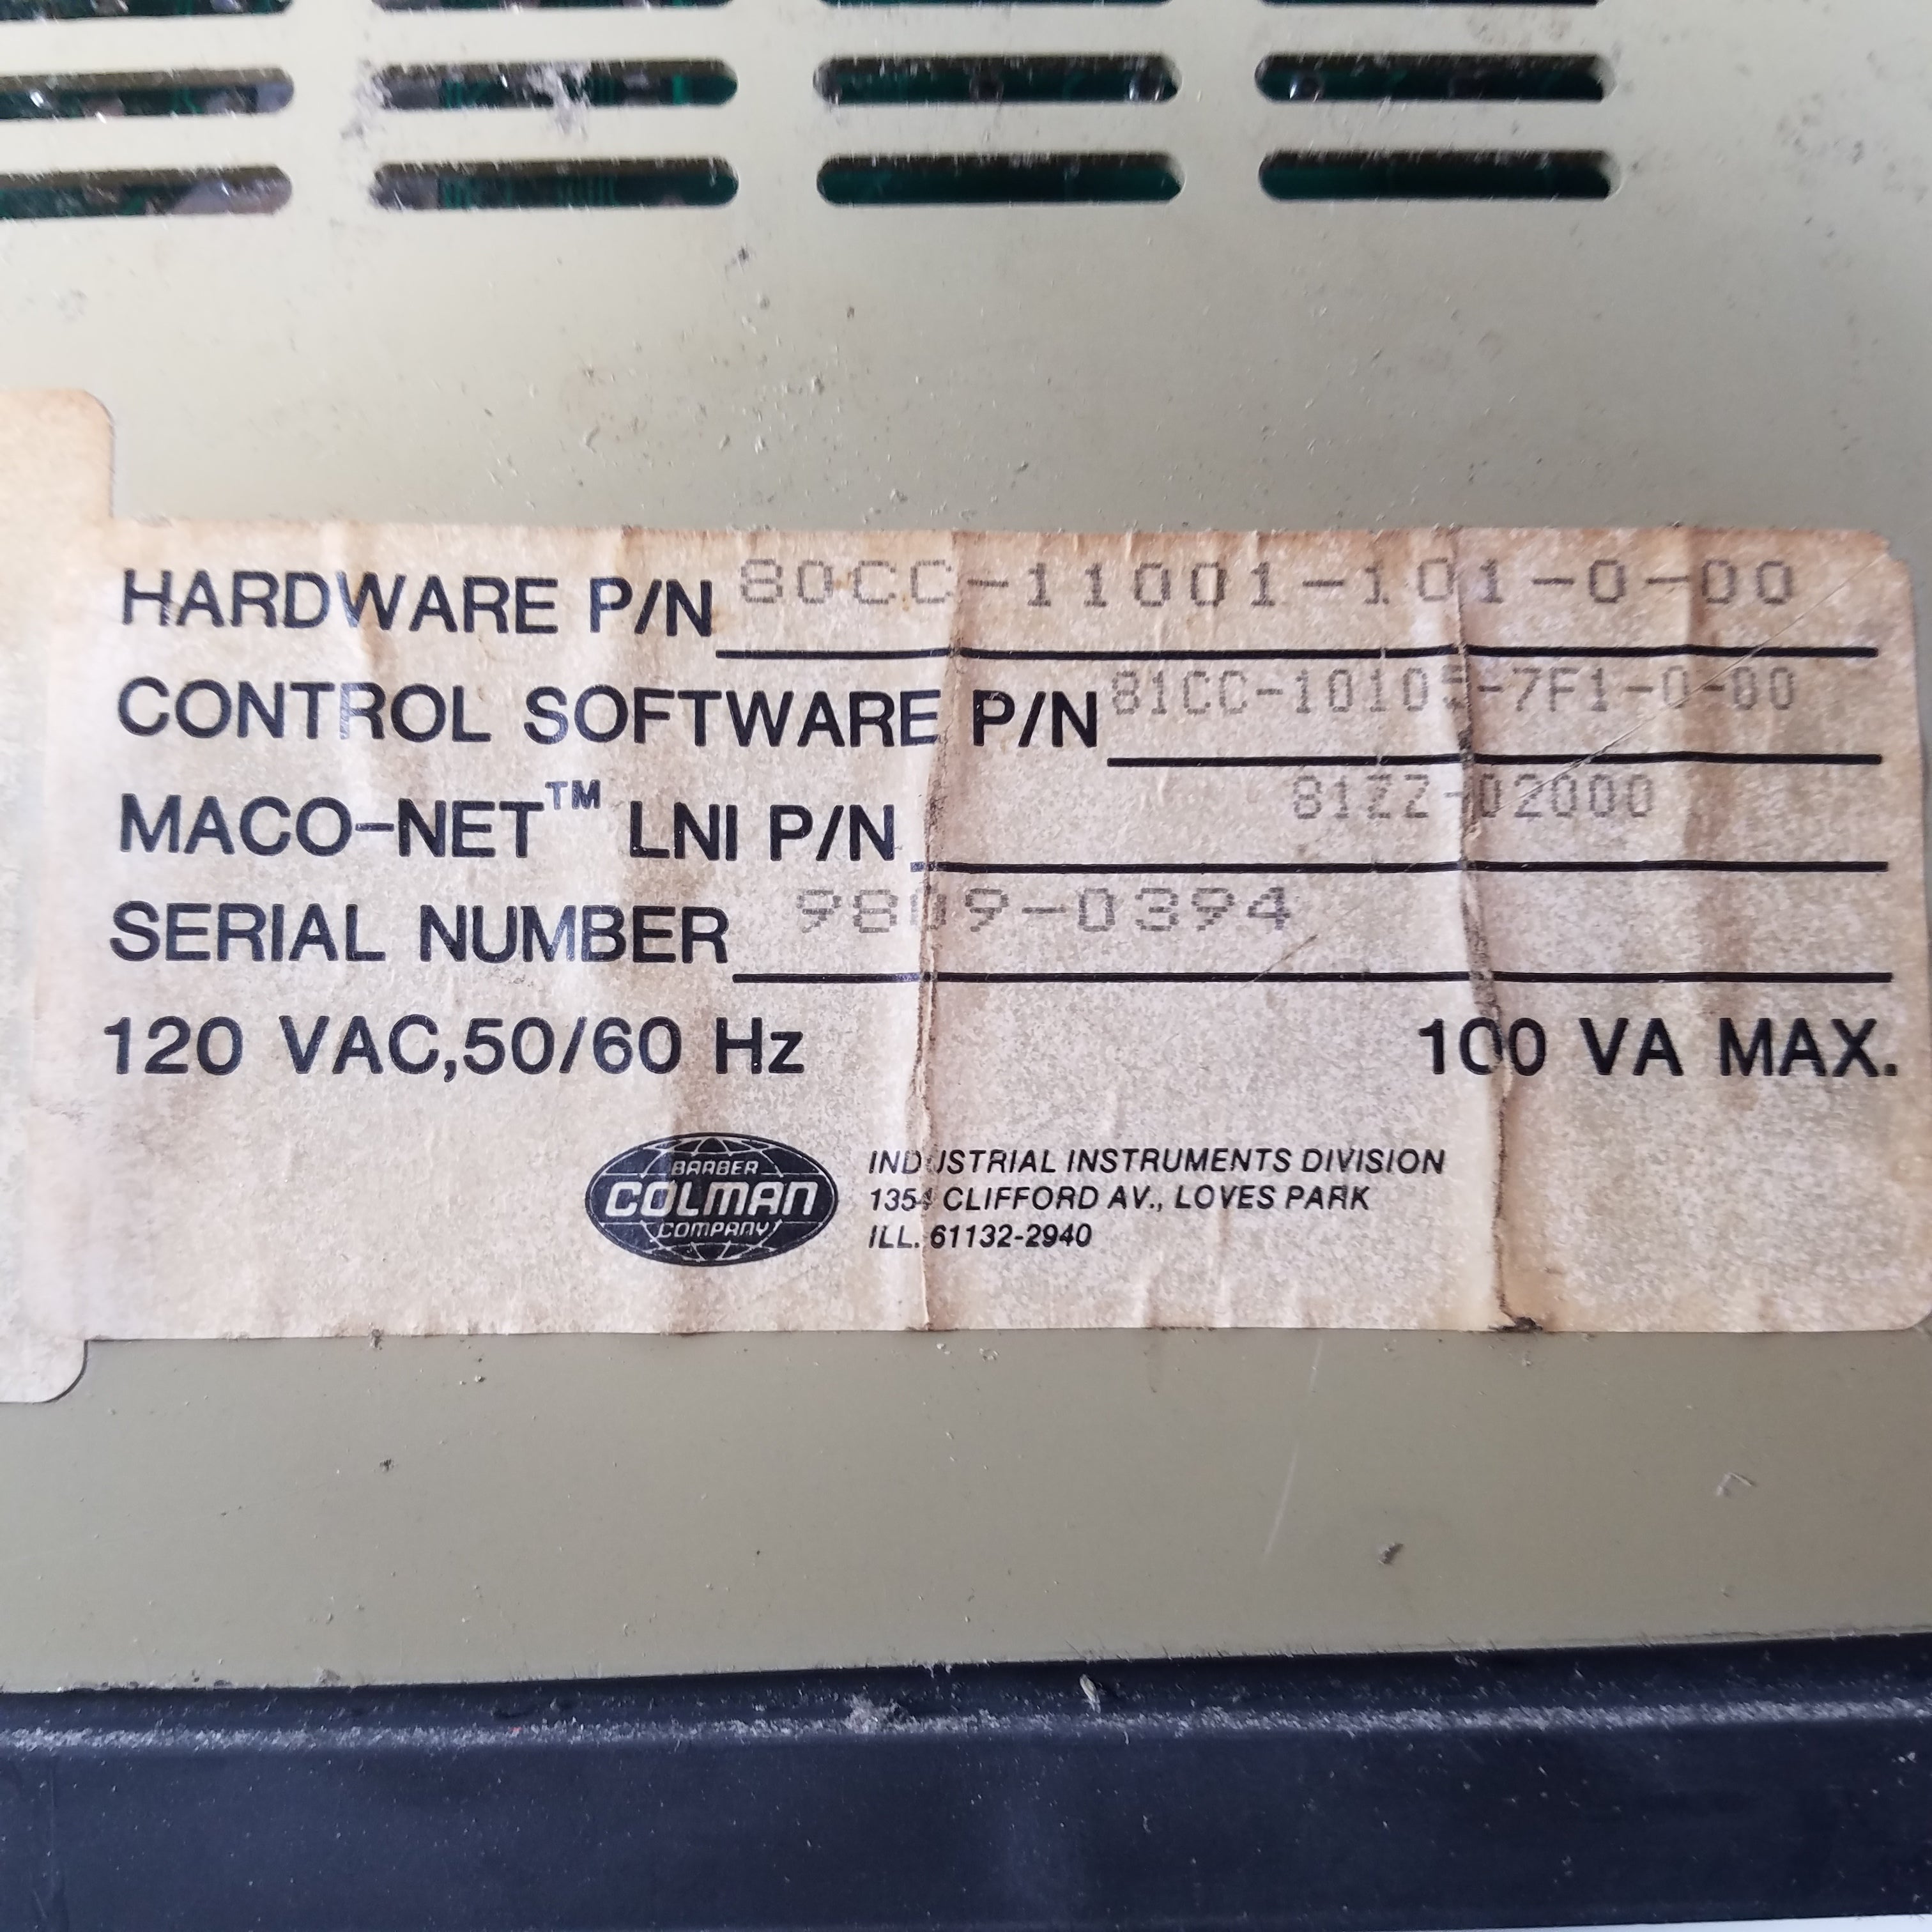 HARDWARE P/N 80CC-11001-101-0-00
CONTROL SOFTWARE P/N 81CC-10105-7F1-0-00
MACO-NET™ LNI P/N 81ZZ-02000
SERIAL NUMBER 9809-0394
120 VAC,50/60 Hz 100 VA MAX.
BARBER
COLMAN
COMPANY
INDUSTRIAL INSTRUMENTS DIVISION
1354 CLIFFORD AV., LOVES PARK
ILL. 61132-2940